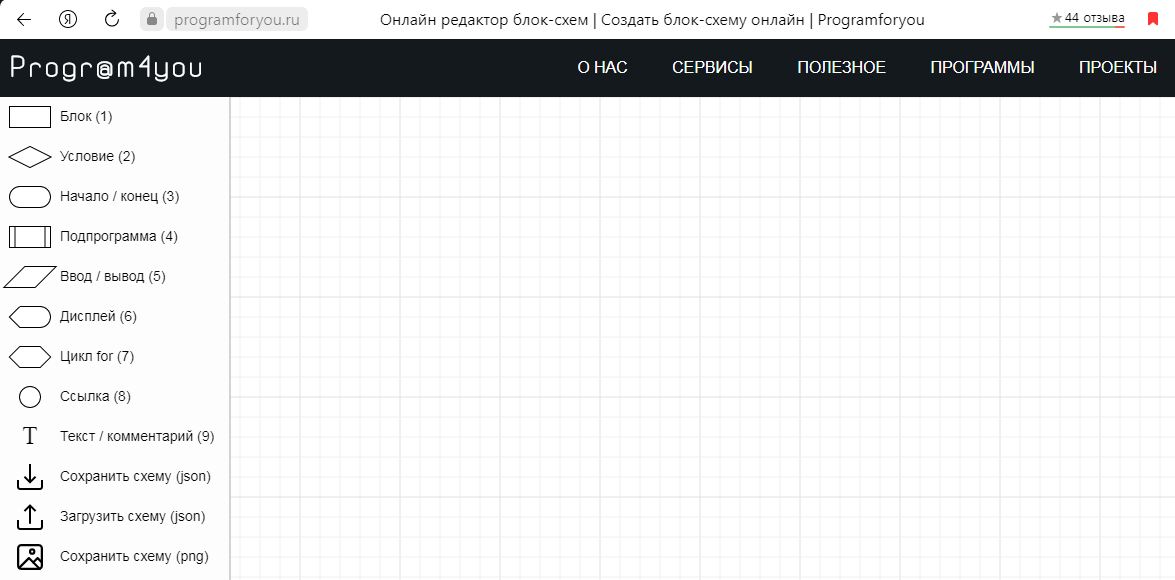 Я programforyou.ru Онлайн редактор блок-схем | Создать блок-схему онлайн | Programforyou ★ 44 отзыва
Progr@m4you О НАС СЕРВИСЫ ПОЛЕЗНОЕ ПРОГРАММЫ ПРОЕКТЫ
Блок (1)
Условие (2)
Начало / конец (3)
Подпрограмма (4)
Ввод / вывод (5)
Дисплей (6)
Цикл for (7)
Ссылка (8)
T Текст / комментарий (9)
Сохранить схему (json)
Загрузить схему (json)
Сохранить схему (png)